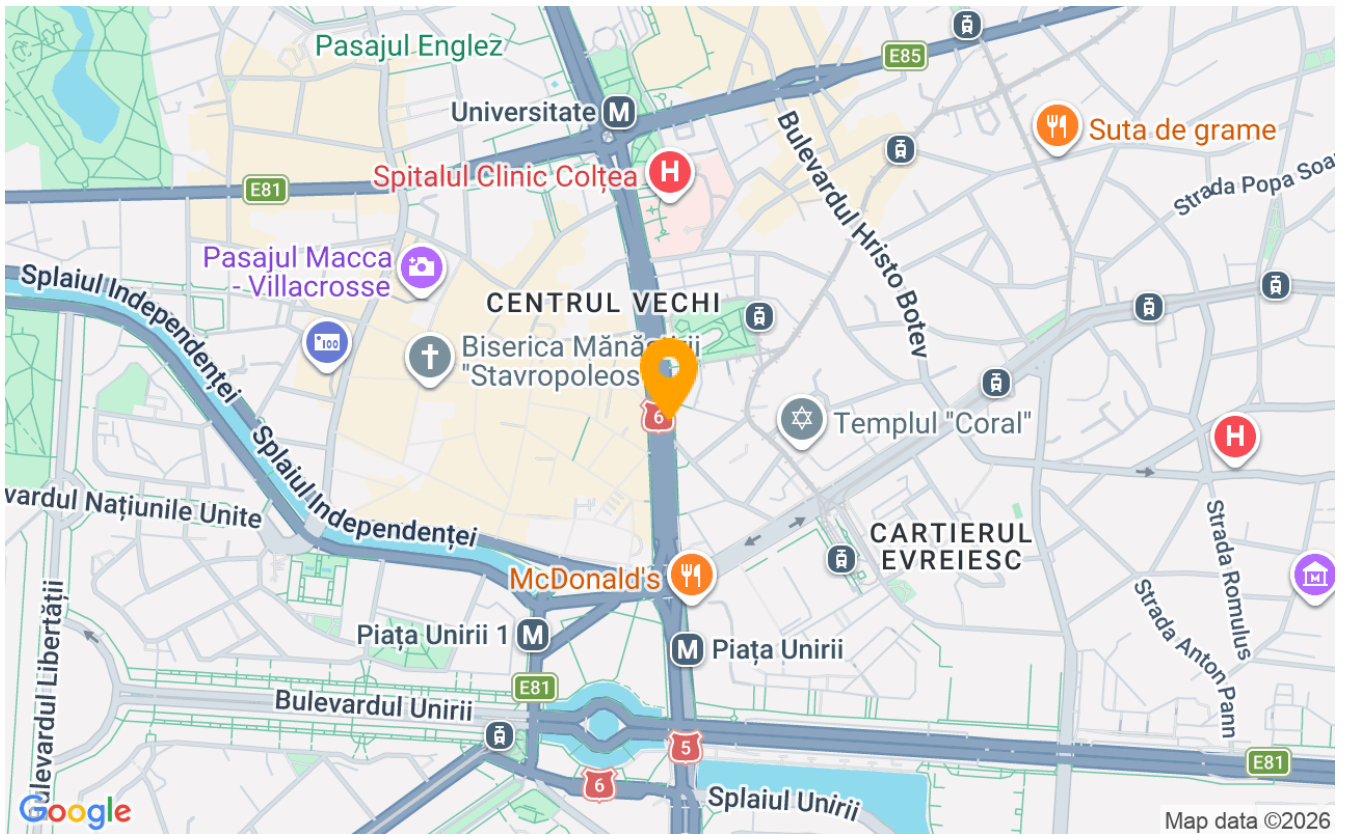 Pasajul Englez
E85
Universitate M
Suta de grame
Bulevardul Hristo Botev
Spitalul Clinic Colțea H
E81
Strada Popa Soar
Pasajul Macca
- Villacrosse
Splaiul Independenței
CENTRUL VECHI
100
Biserica Mănăstirii
"Stavropoleos
6
Templul "Coral"
H
Splaiul Independenței
vardul Națiunile Unite
CARTIERUL
EVREIESC
Strada Romulus
McDonald's
M
Strada Anton Pann
Piața Unirii 1 M
M Piața Unirii
Bulevardul Libertății
E81
Bulevardul Unirii
5
E81
6
Splaiul Unirii
Google
Map data ©2026